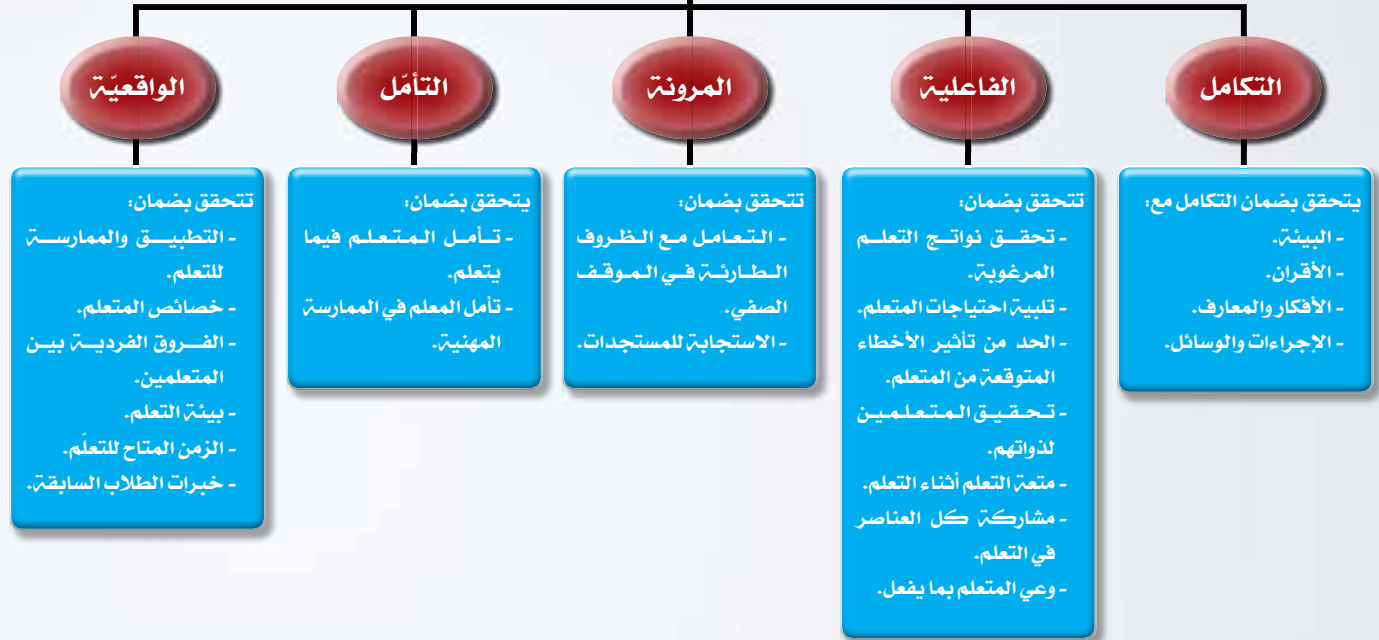 التكامل
يتحقق بضمان التكامل مع:
- البيئة.
- الأقران.
- الأفكار والمعارف.
- الإجراءات والوسائل.
الفاعلية
تتحقق بضمان:
- تحقق نواتج التعلم
المرغوبة.
- تلبية احتياجات المتعلم.
- الحد من تأثير الأخطاء
المتوقعة من المتعلم.
- تحقيق المتعلمين
لذواتهم.
- متعة التعلم أثناء التعلم.
- مشاركة كل العناصر
في التعلم.
- وعي المتعلم بما يفعل.
المرونة
تتحقق بضمان:
- التعامل مع الظروف
الطارئة في الموقف
الصفي.
- الاستجابة للمستجدات.
التأمّل
يتحقق بضمان:
- تأمل المتعلم فيما
يتعلم.
- تأمل المعلم في الممارسة
المهنية.
الواقعيّة
تتحقق بضمان:
- التطبيق والممارسة
للتعلم.
- خصائص المتعلم.
- الفروق الفردية بين
المتعلمين.
- بيئة التعلم.
- الزمن المتاح للتعلّم.
- خبرات الطلاب السابقة.